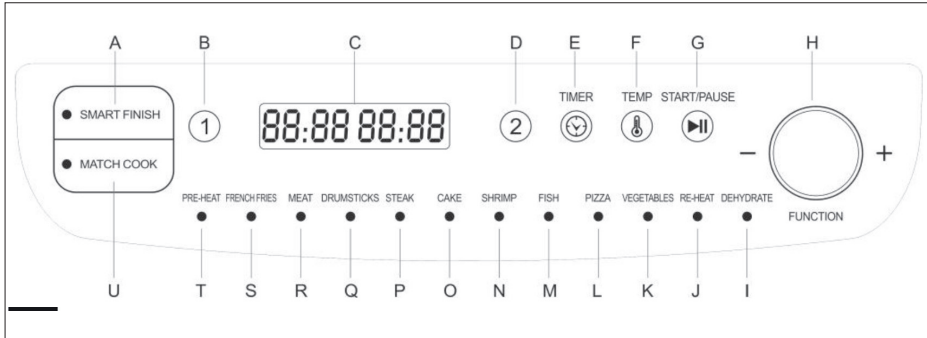 A B C D E F G H
TIMER TEMP START/PAUSE
SMART FINISH
1 88:88 88:88 2
MATCH COOK
− +
PRE-HEAT FRENCH FRIES MEAT DRUMSTICKS STEAK CAKE SHRIMP FISH PIZZA VEGETABLES RE-HEAT DEHYDRATE
FUNCTION
U T S R Q P O N M L K J I